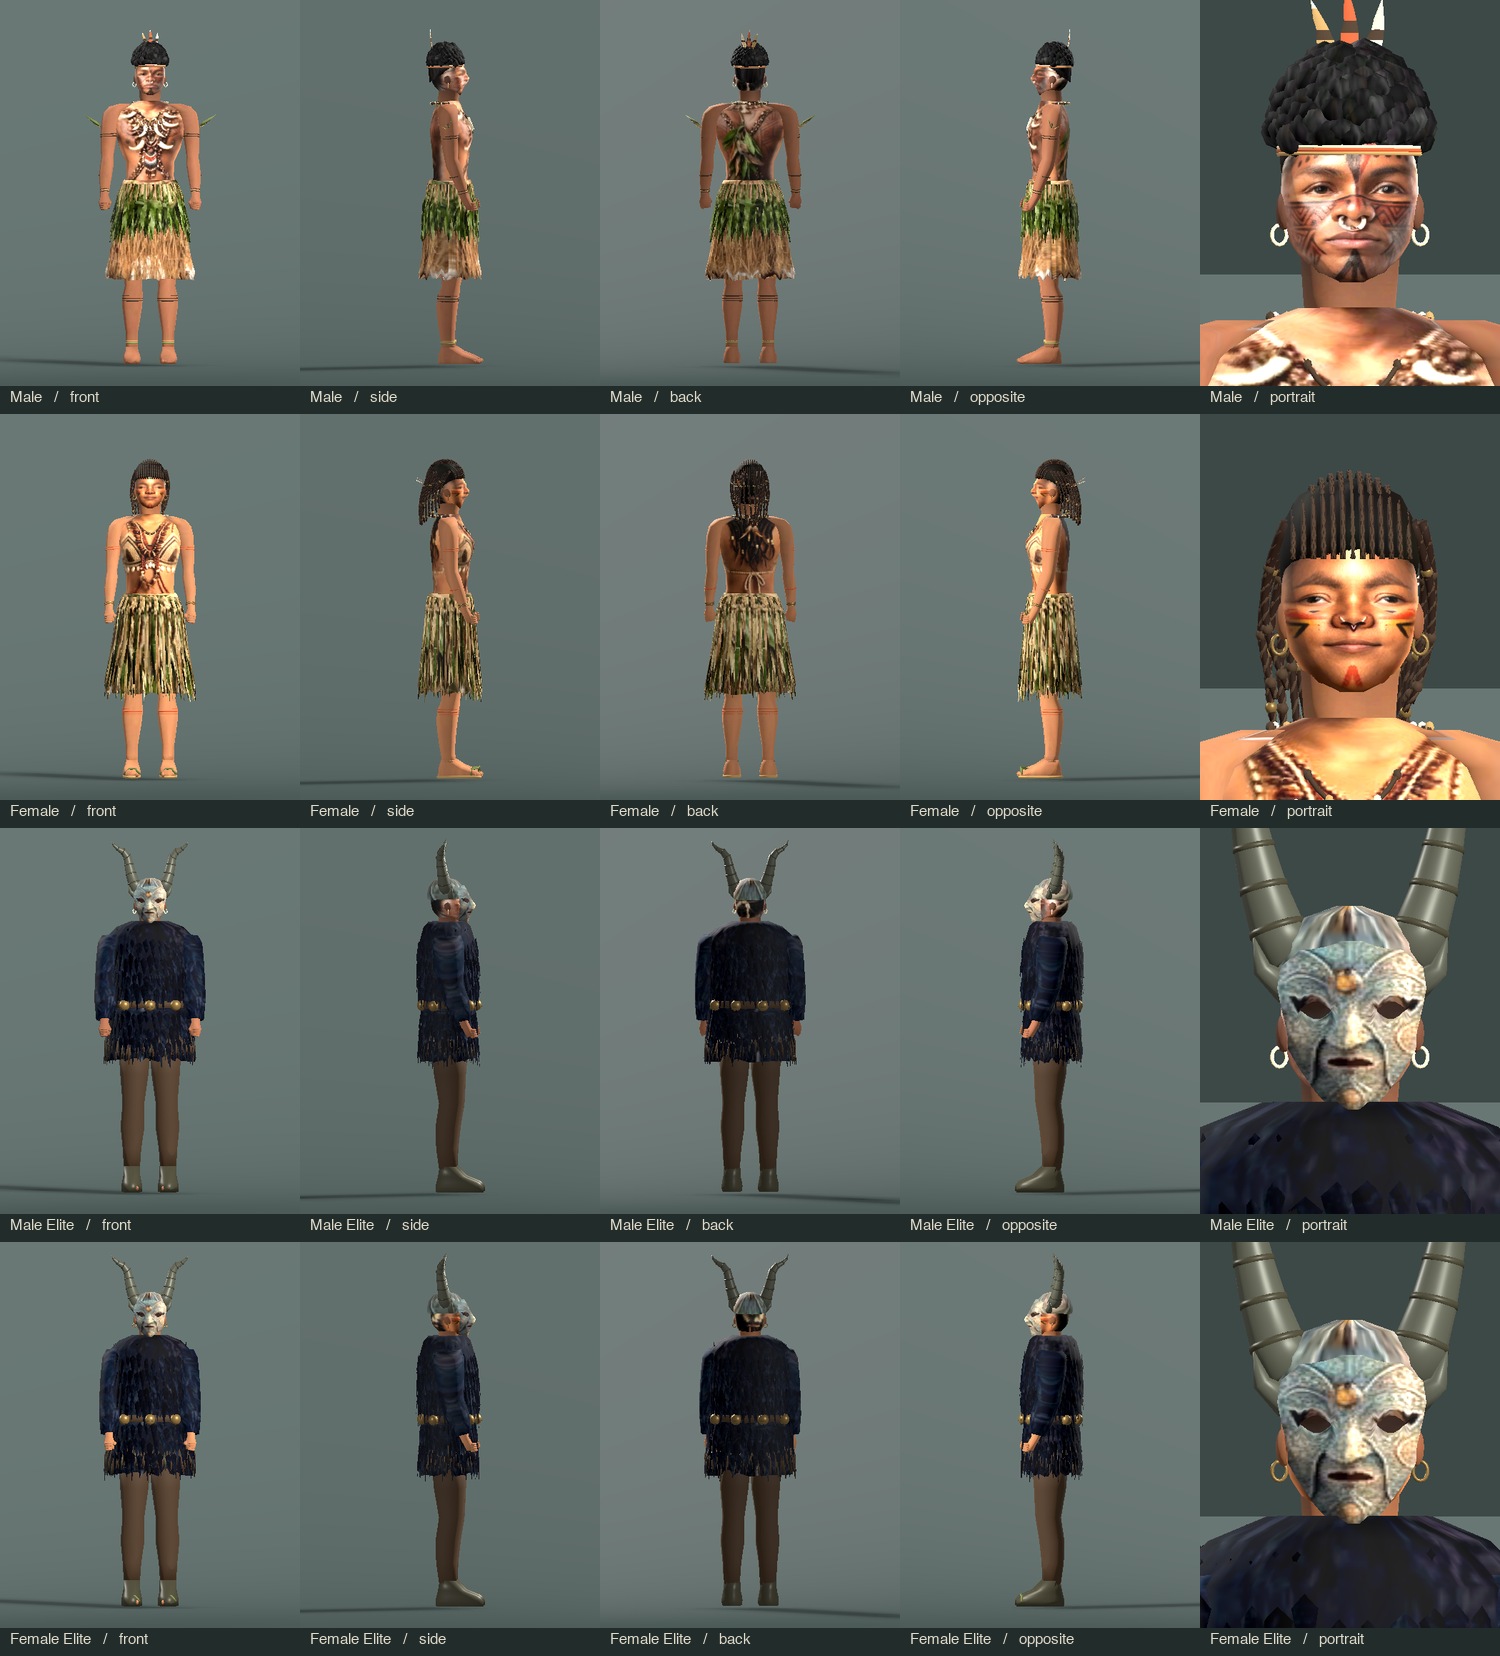 Male / front
Male / side
Male / back
Male / opposite
Male / portrait
Female / front
Female / side
Female / back
Female / opposite
Female / portrait
Male Elite / front
Male Elite / side
Male Elite / back
Male Elite / opposite
Male Elite / portrait
Female Elite / front
Female Elite / side
Female Elite / back
Female Elite / opposite
Female Elite / portrait